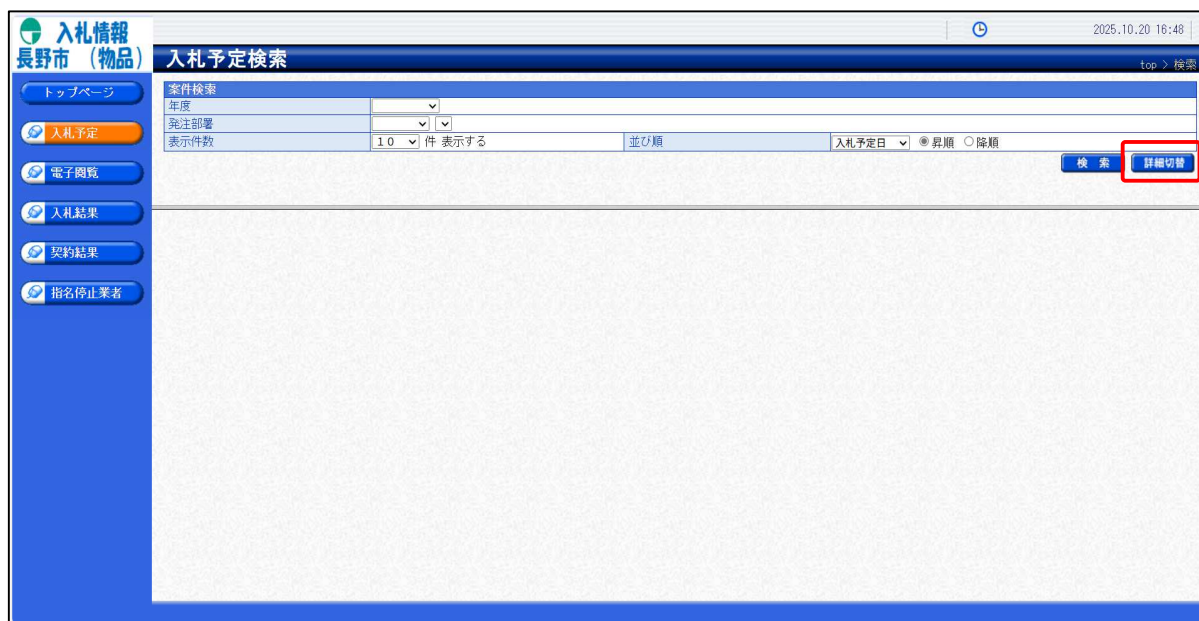 入札情報
長野市 (物品)
2025.10.20 16:48
入札予定検索
top > 検索
トップページ
入札予定
電子閲覧
入札結果
契約結果
指名停止業者
案件検索
年度
発注部署
表示件数 10 件 表示する 並び順 入札予定日 昇順 降順
検 索 詳細切替